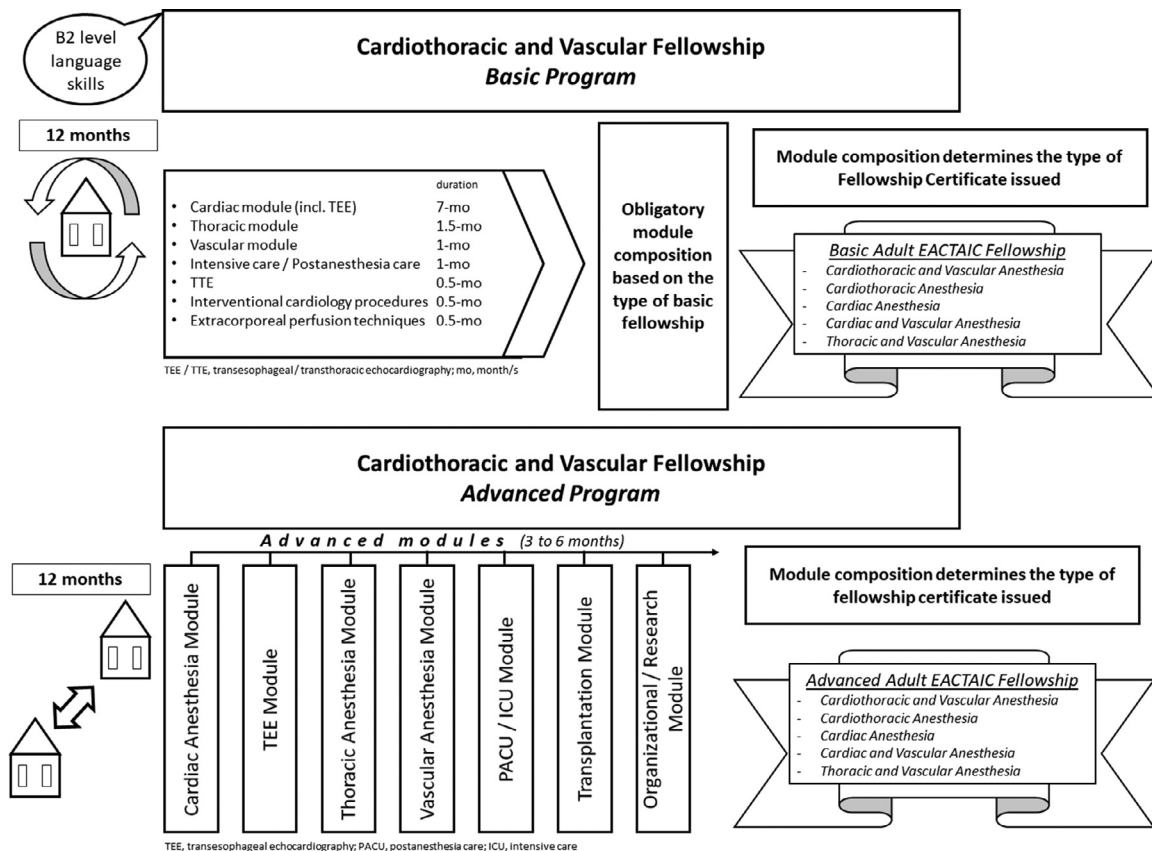 B2 level
language
skills
Cardiothoracic and Vascular Fellowship
Basic Program
12 months
duration
• Cardiac module (incl. TEE) 7-mo
• Thoracic module 1.5-mo
• Vascular module 1-mo
• Intensive care / Postanesthesia care 1-mo
• TTE 0.5-mo
• Interventional cardiology procedures 0.5-mo
• Extracorporeal perfusion techniques 0.5-mo
TEE / TTE, transesophageal / transthoracic echocardiography; mo, month/s
Obligatory
module
composition
based on the
type of basic
fellowship
Module composition determines the type of
Fellowship Certificate issued
Basic Adult EACTAIC Fellowship
- Cardiothoracic and Vascular Anesthesia
- Cardiothoracic Anesthesia
- Cardiac Anesthesia
- Cardiac and Vascular Anesthesia
- Thoracic and Vascular Anesthesia
Cardiothoracic and Vascular Fellowship
Advanced Program
Advanced modules (3 to 6 months)
12 months
Cardiac Anesthesia Module
TEE Module
Thoracic Anesthesia Module
Vascular Anesthesia Module
PACU / ICU Module
Transplantation Module
Organizational / Research
Module
TEE, transesophageal echocardiography; PACU, postanesthesia care; ICU, intensive care
Module composition determines the type of
fellowship certificate issued
Advanced Adult EACTAIC Fellowship
- Cardiothoracic and Vascular Anesthesia
- Cardiothoracic Anesthesia
- Cardiac Anesthesia
- Cardiac and Vascular Anesthesia
- Thoracic and Vascular Anesthesia